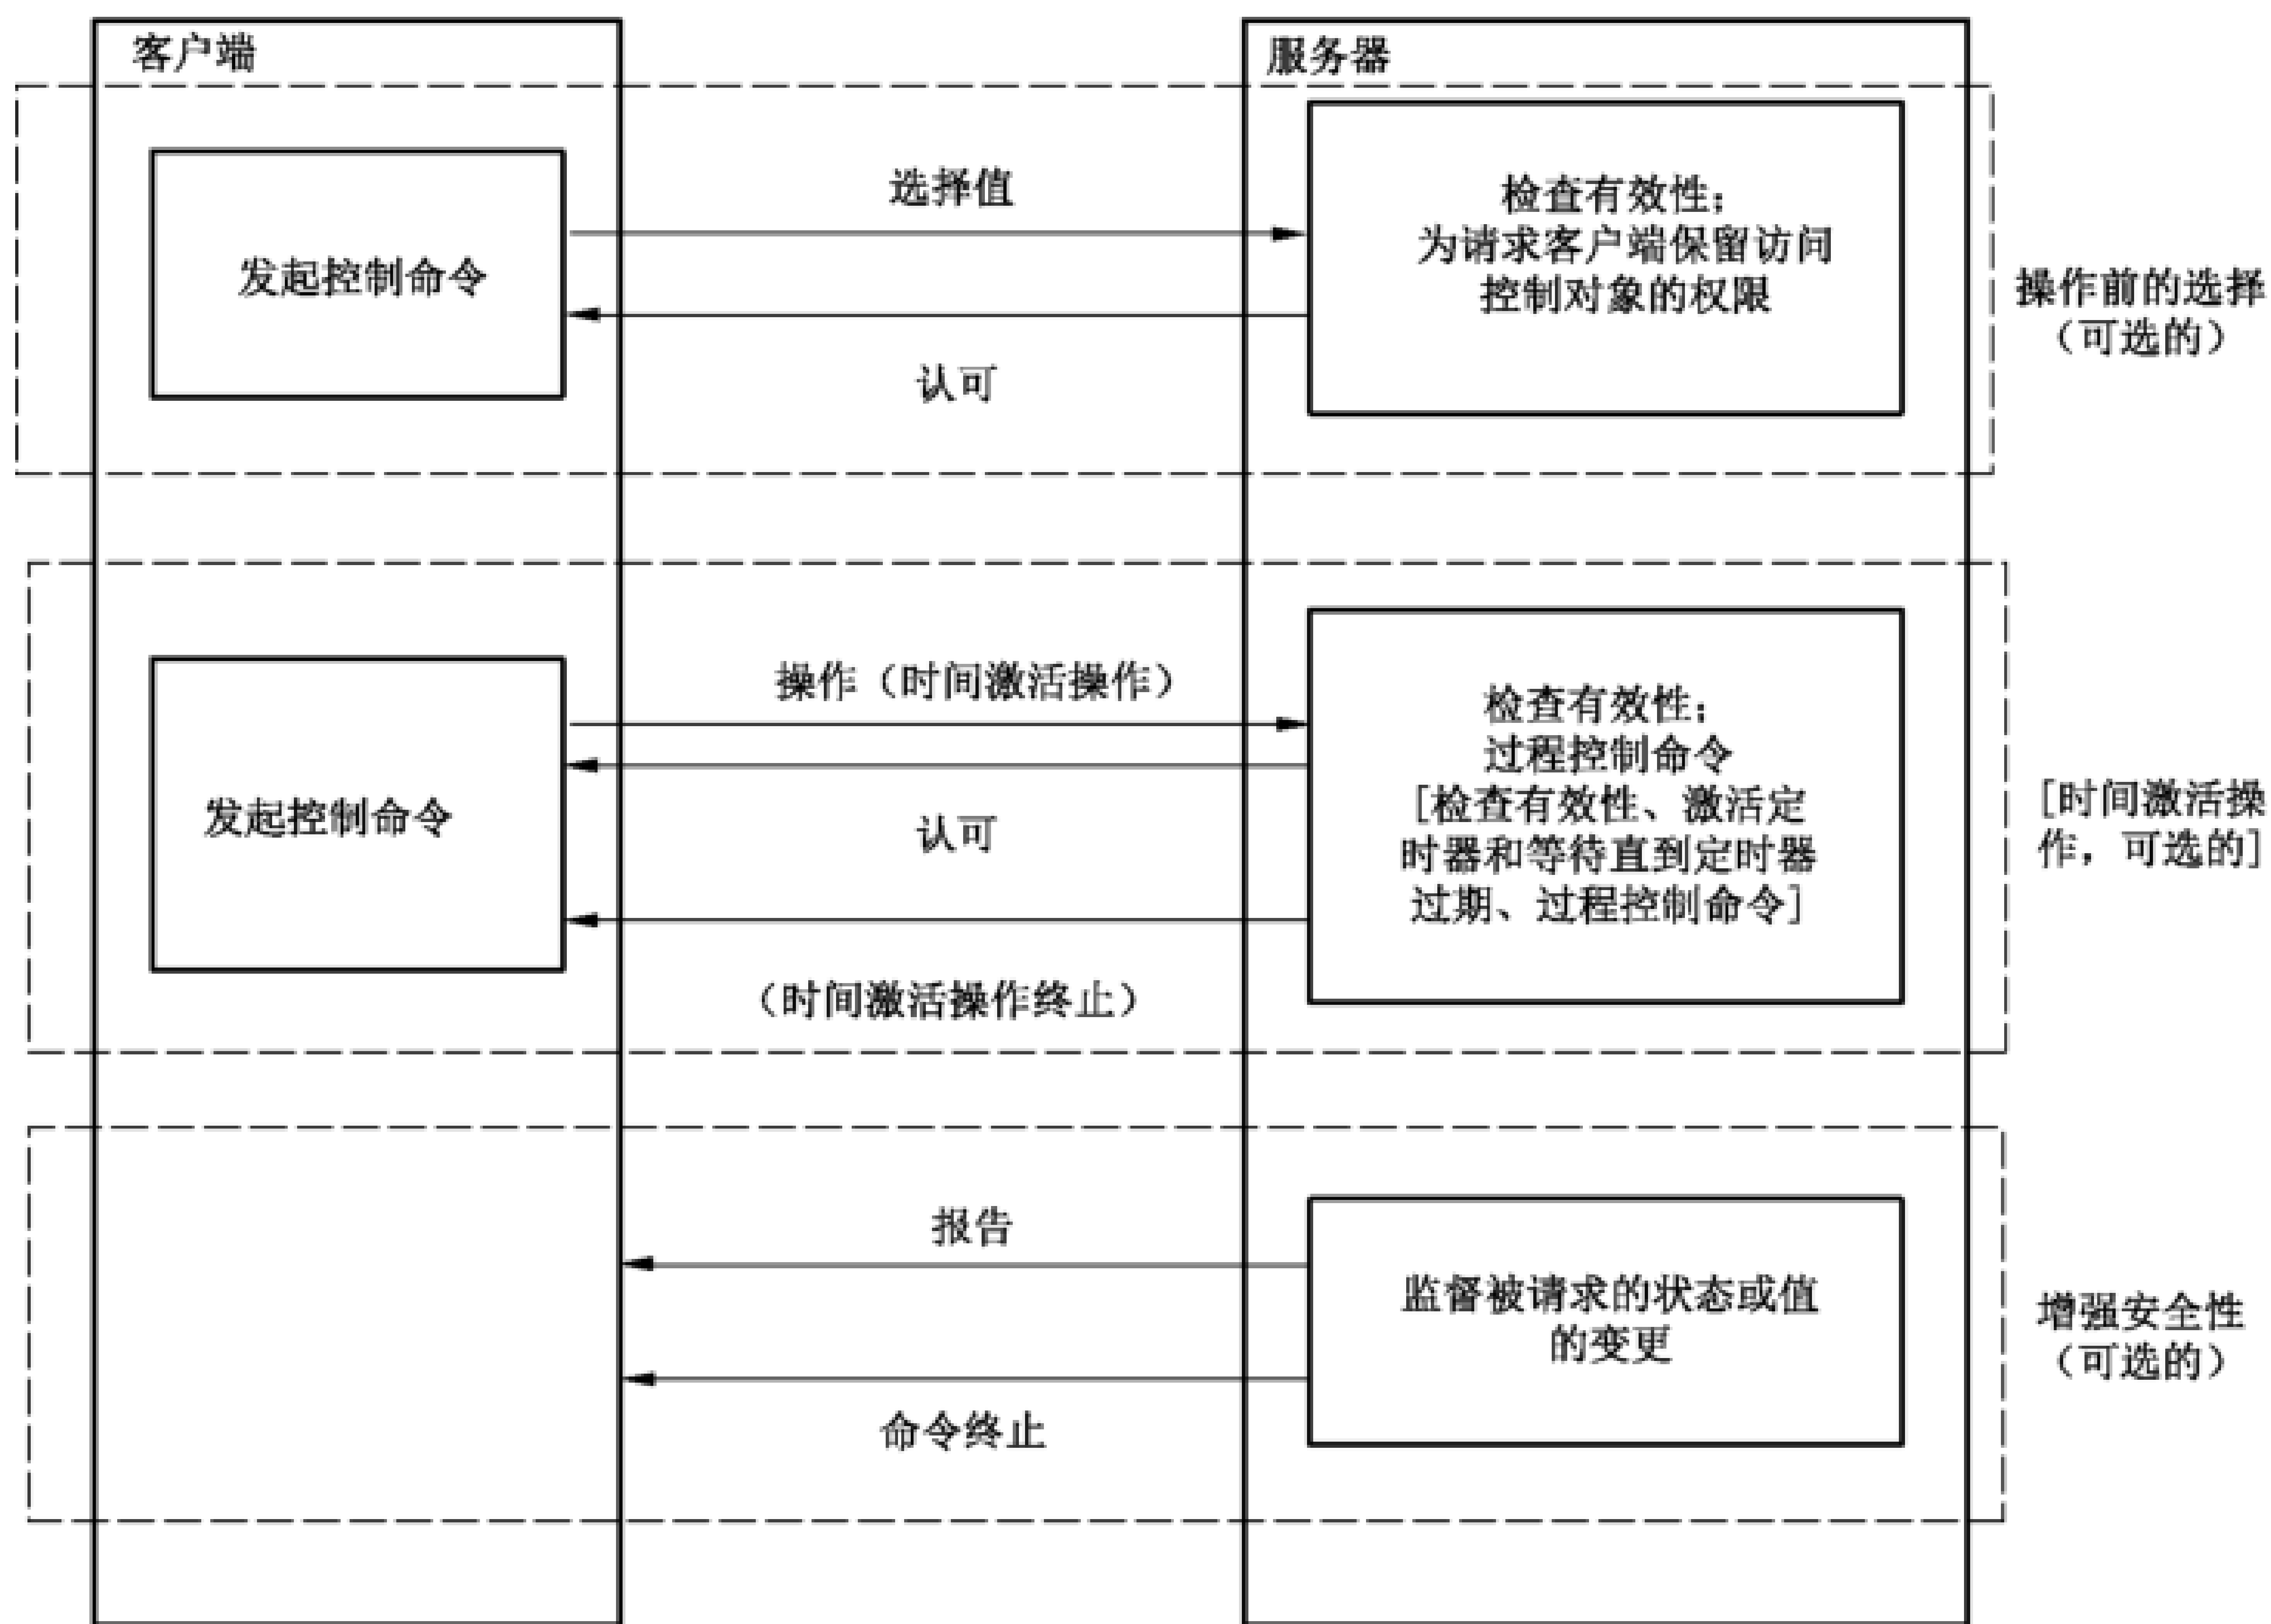 客户端
服务器
发起控制命令
选择值
认可
检查有效性；
为请求客户端保留访问
控制对象的权限
操作前的选择
（可选的）
发起控制命令
操作（时间激活操作）
认可
（时间激活操作终止）
检查有效性；
过程控制命令
[检查有效性、激活定
时器和等待直到定时器
过期、过程控制命令]
[时间激活操
作，可选的]
报告
命令终止
监督被请求的状态或值
的变更
增强安全性
（可选的）